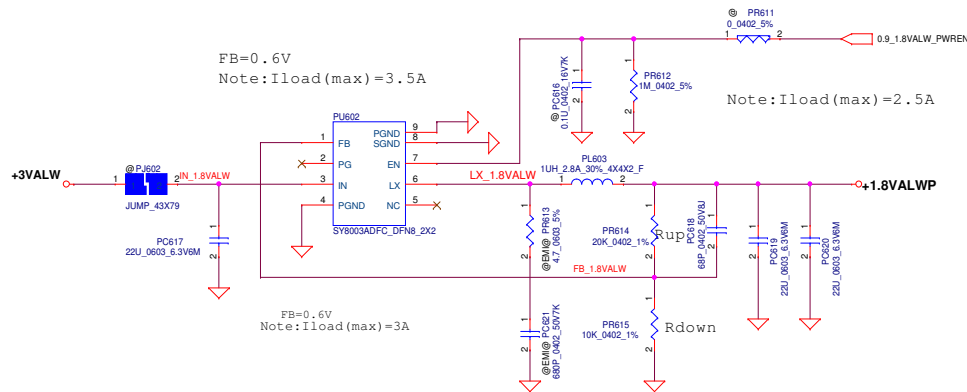 @ PR611
0_0402_5%
1
2
0.9_1.8VALW_PWREN
FB=0.6V
Note:Iload(max)=3.5A
1
2
@ PC616
0.1U_0402_16V7K
1
2
PR612
1M_0402_5%
Note:Iload(max)=2.5A
PU602
1
FB
PGND
9
SGND
8
2
PG
EN
7
3
IN
LX
6
4
PGND
NC
5
SY8003ADFC_DFN8_2X2
+3VALW
@ PJ602
1
2
JUMP_43X79
IN_1.8VALW
LX_1.8VALW
PL603
1UH_2.8A_30%_4X4X2_F
1
2
+1.8VALWP
PC617
22U_0603_6.3V6M
1
2
1
2
@EMI@ PR613
4.7_0603_5%
PR614
20K_0402_1%
1
2
Rup
1
2
PC618
68P_0402_50V8J
1
2
PC619
22U_0603_6.3V6M
1
2
PC620
22U_0603_6.3V6M
FB_1.8VALW
FB=0.6V
Note:Iload(max)=3A
1
2
@EMI@ PC621
680P_0402_50V7K
PR615
10K_0402_1%
1
2
Rdown